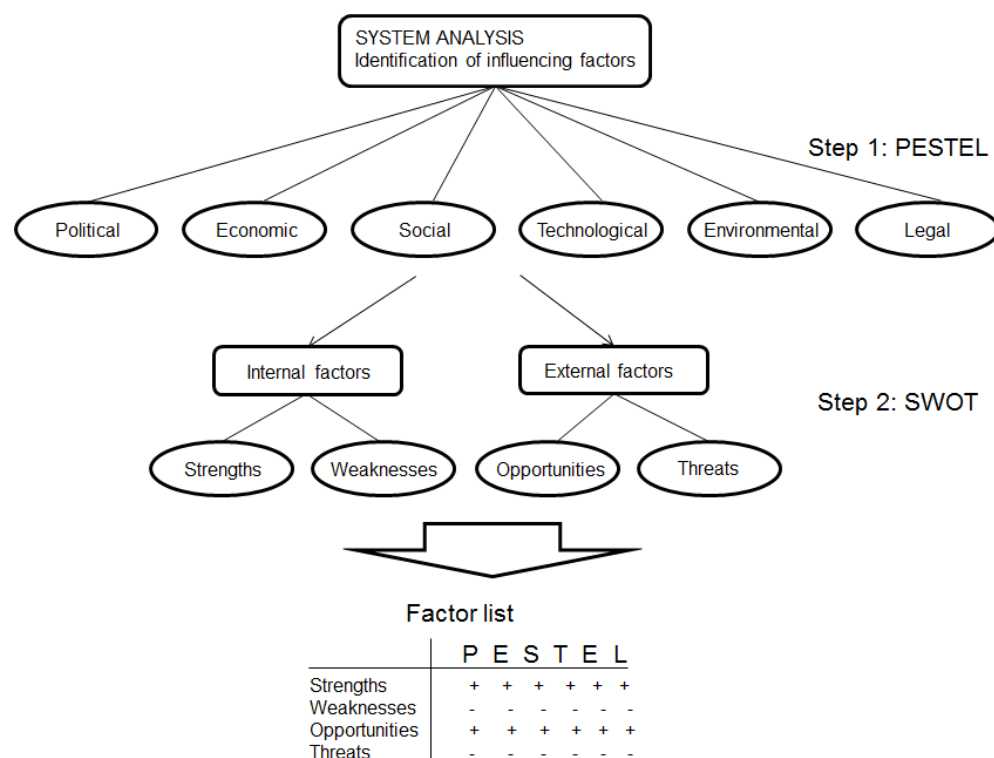 SYSTEM ANALYSIS
Identification of influencing factors
Step 1: PESTEL
Political
Economic
Social
Technological
Environmental
Legal
Internal factors
External factors
Step 2: SWOT
Strengths
Weaknesses
Opportunities
Threats
Factor list
P E S T E L
Strengths + + + + + +
Weaknesses - - - - - -
Opportunities + + + + + +
Threats - - - - - -